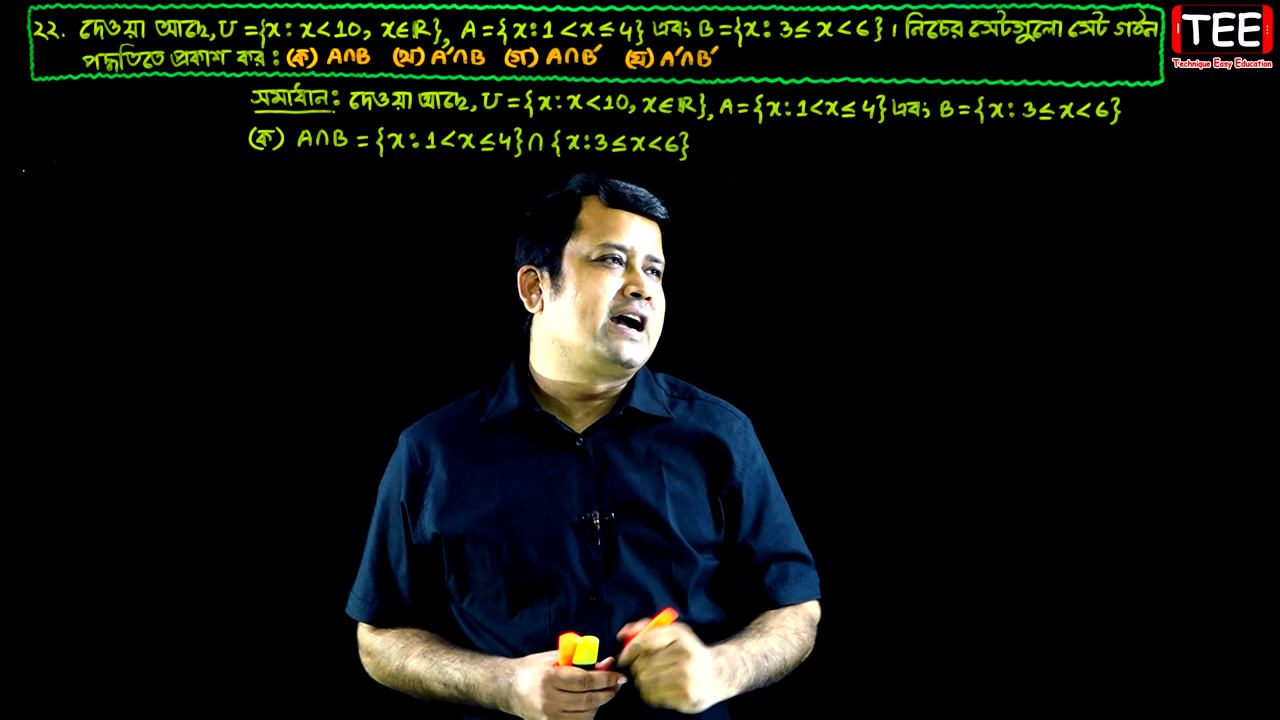 ২২. দেওয়া আছে, U = {x : x < 10, x ∈ R}, A = {x : 1 < x ≤ 4} এবং B = {x : 3 ≤ x < 6} । নিচের সেটগুলো সেট গঠন
পদ্ধতিতে প্রকাশ কর : (ক) A∩B (খ) A′∩B (গ) A∩B′ (ঘ) A′∩B′
TEE
Technique Easy Education
সমাধান : দেওয়া আছে, U = {x : x < 10, x ∈ R}, A = {x : 1 < x ≤ 4} এবং B = {x : 3 ≤ x < 6}
(ক) A∩B = {x : 1 < x ≤ 4} ∩ {x : 3 ≤ x < 6}